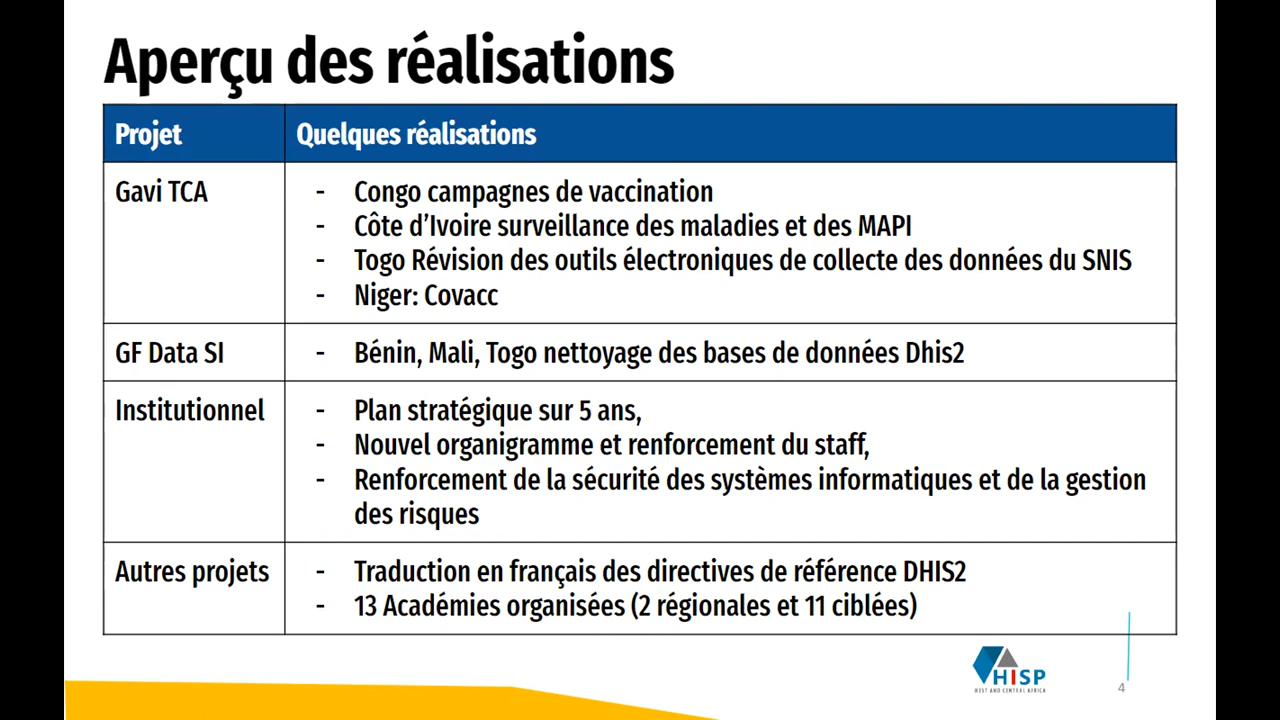 Aperçu des réalisations
Projet
Quelques réalisations
Gavi TCA
- Congo campagnes de vaccination
- Côte d'Ivoire surveillance des maladies et des MAPI
- Togo Révision des outils électroniques de collecte des données du SNIS
- Niger: Covacc
GF Data SI
- Bénin, Mali, Togo nettoyage des bases de données Dhis2
Institutionnel
- Plan stratégique sur 5 ans,
- Nouvel organigramme et renforcement du staff,
- Renforcement de la sécurité des systèmes informatiques et de la gestion
des risques
Autres projets
- Traduction en français des directives de référence DHIS2
- 13 Académies organisées (2 régionales et 11 ciblées)
HISP
WEST AND CENTRAL AFRICA
4